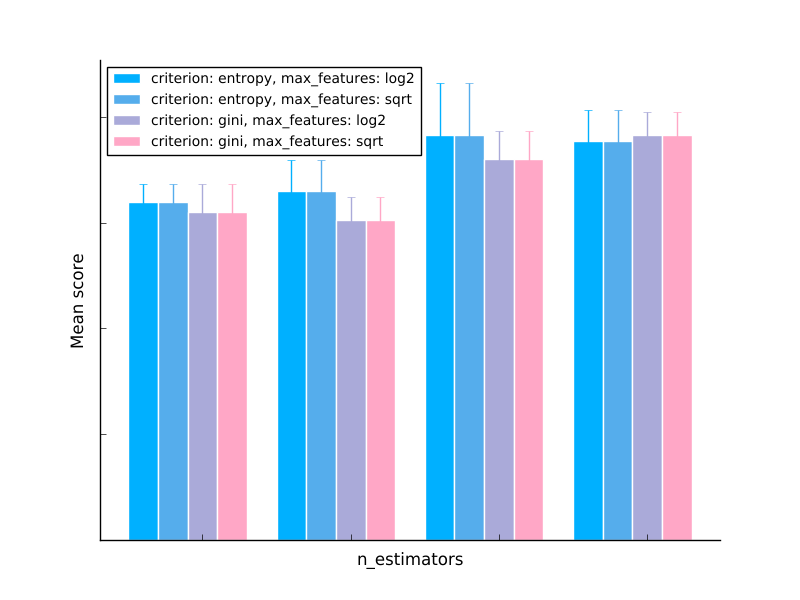 criterion: entropy, max_features: log2
criterion: entropy, max_features: sqrt
criterion: gini, max_features: log2
criterion: gini, max_features: sqrt
Mean score
n_estimators